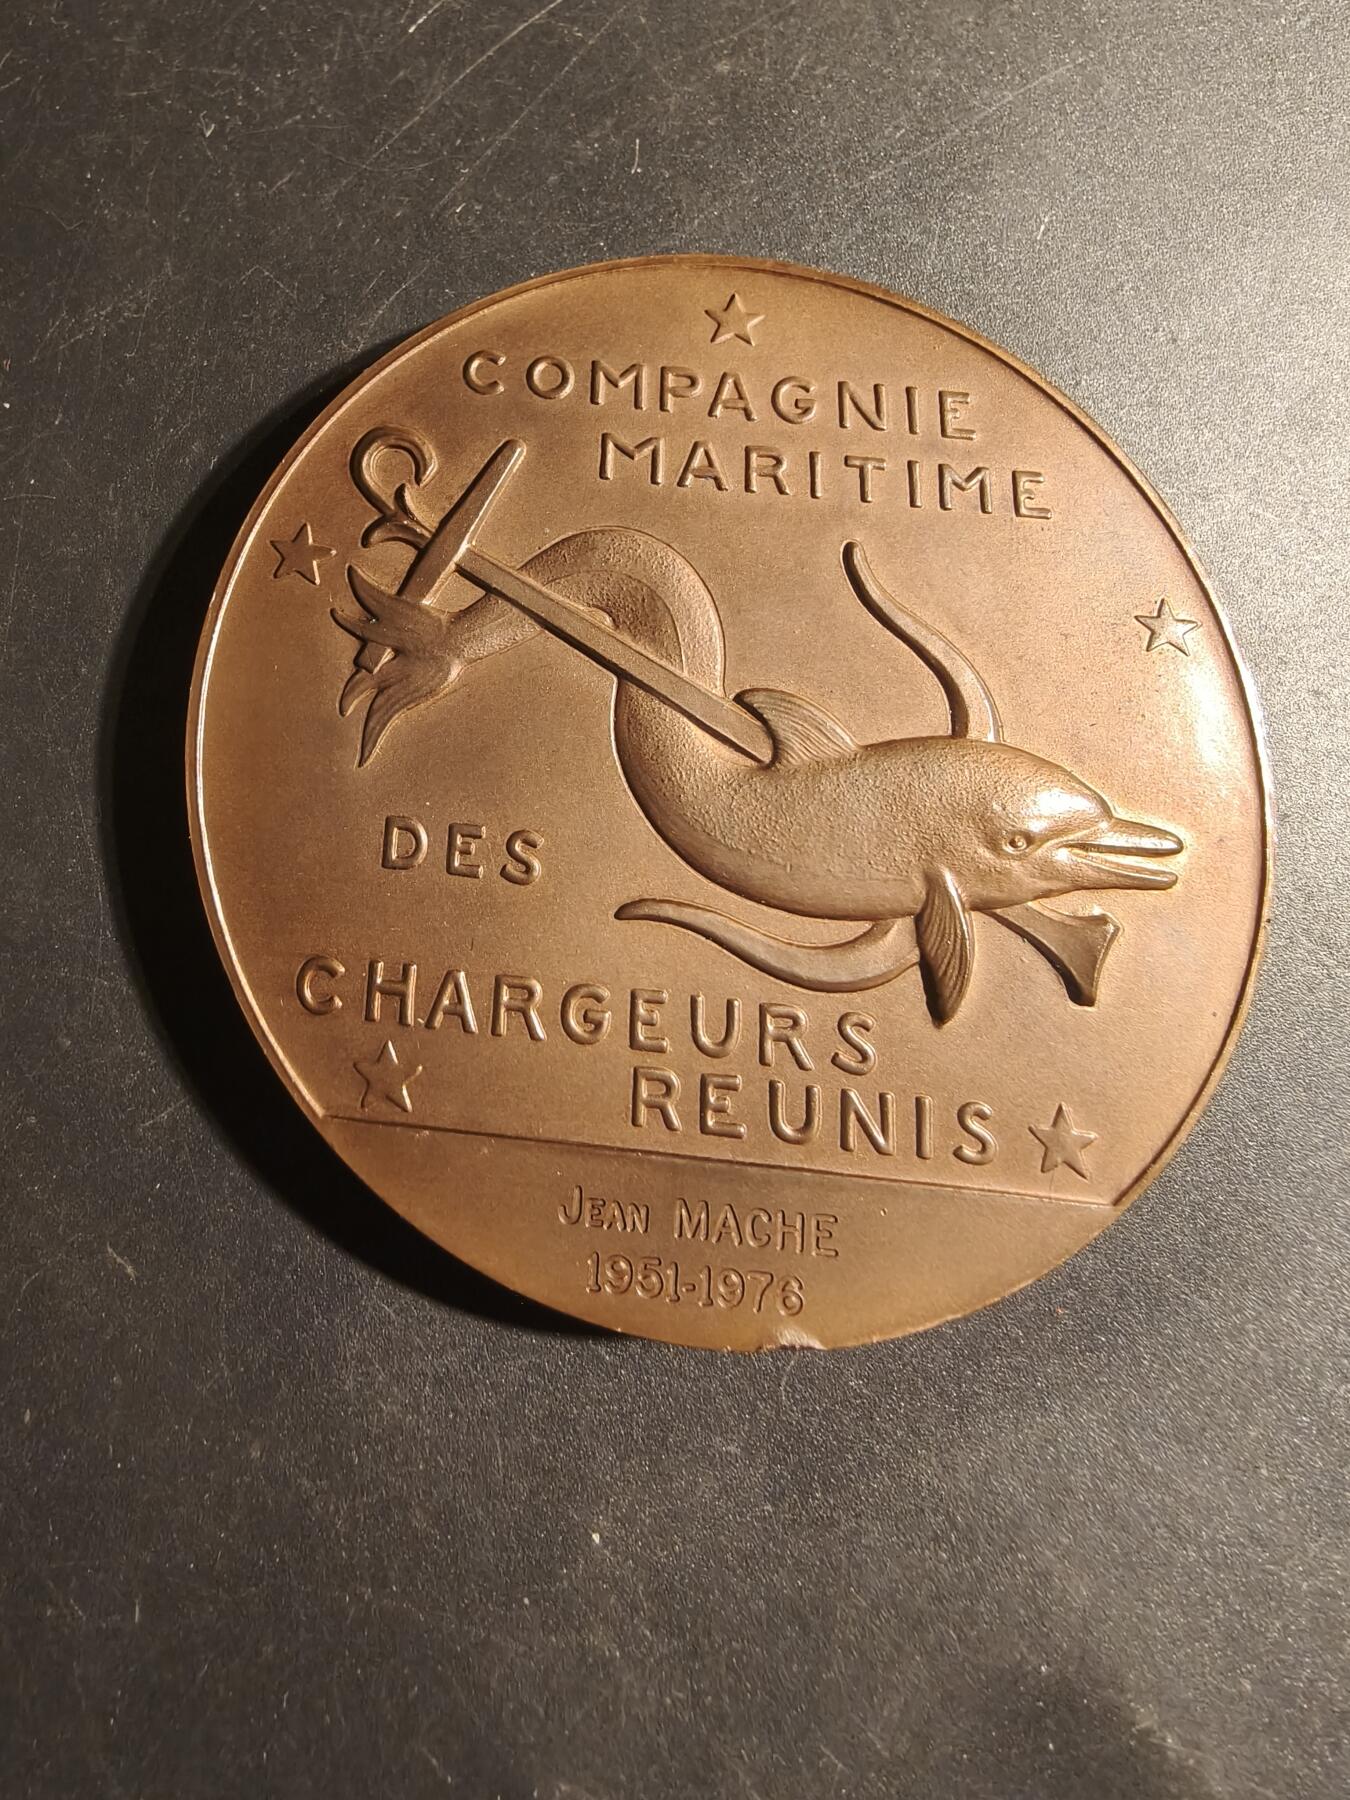 COMPAGNIE
MARITIME
DES
CHARGEURS
REUNIS
JEAN MACHE
1951-1976